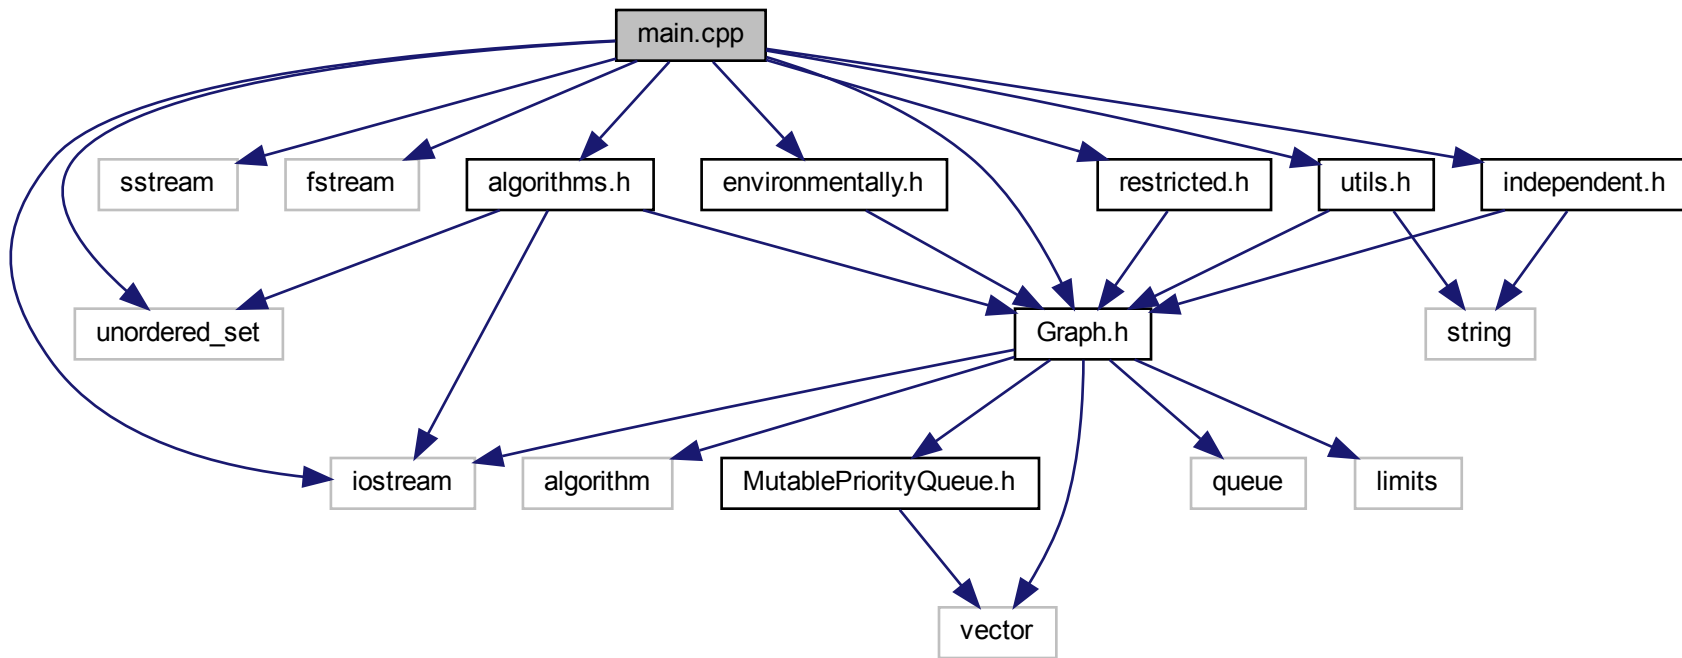 main.cpp
sstream
fstream
algorithms.h
environmentally.h
restricted.h
utils.h
independent.h
unordered_set
Graph.h
string
iostream
algorithm
MutablePriorityQueue.h
queue
limits
vector